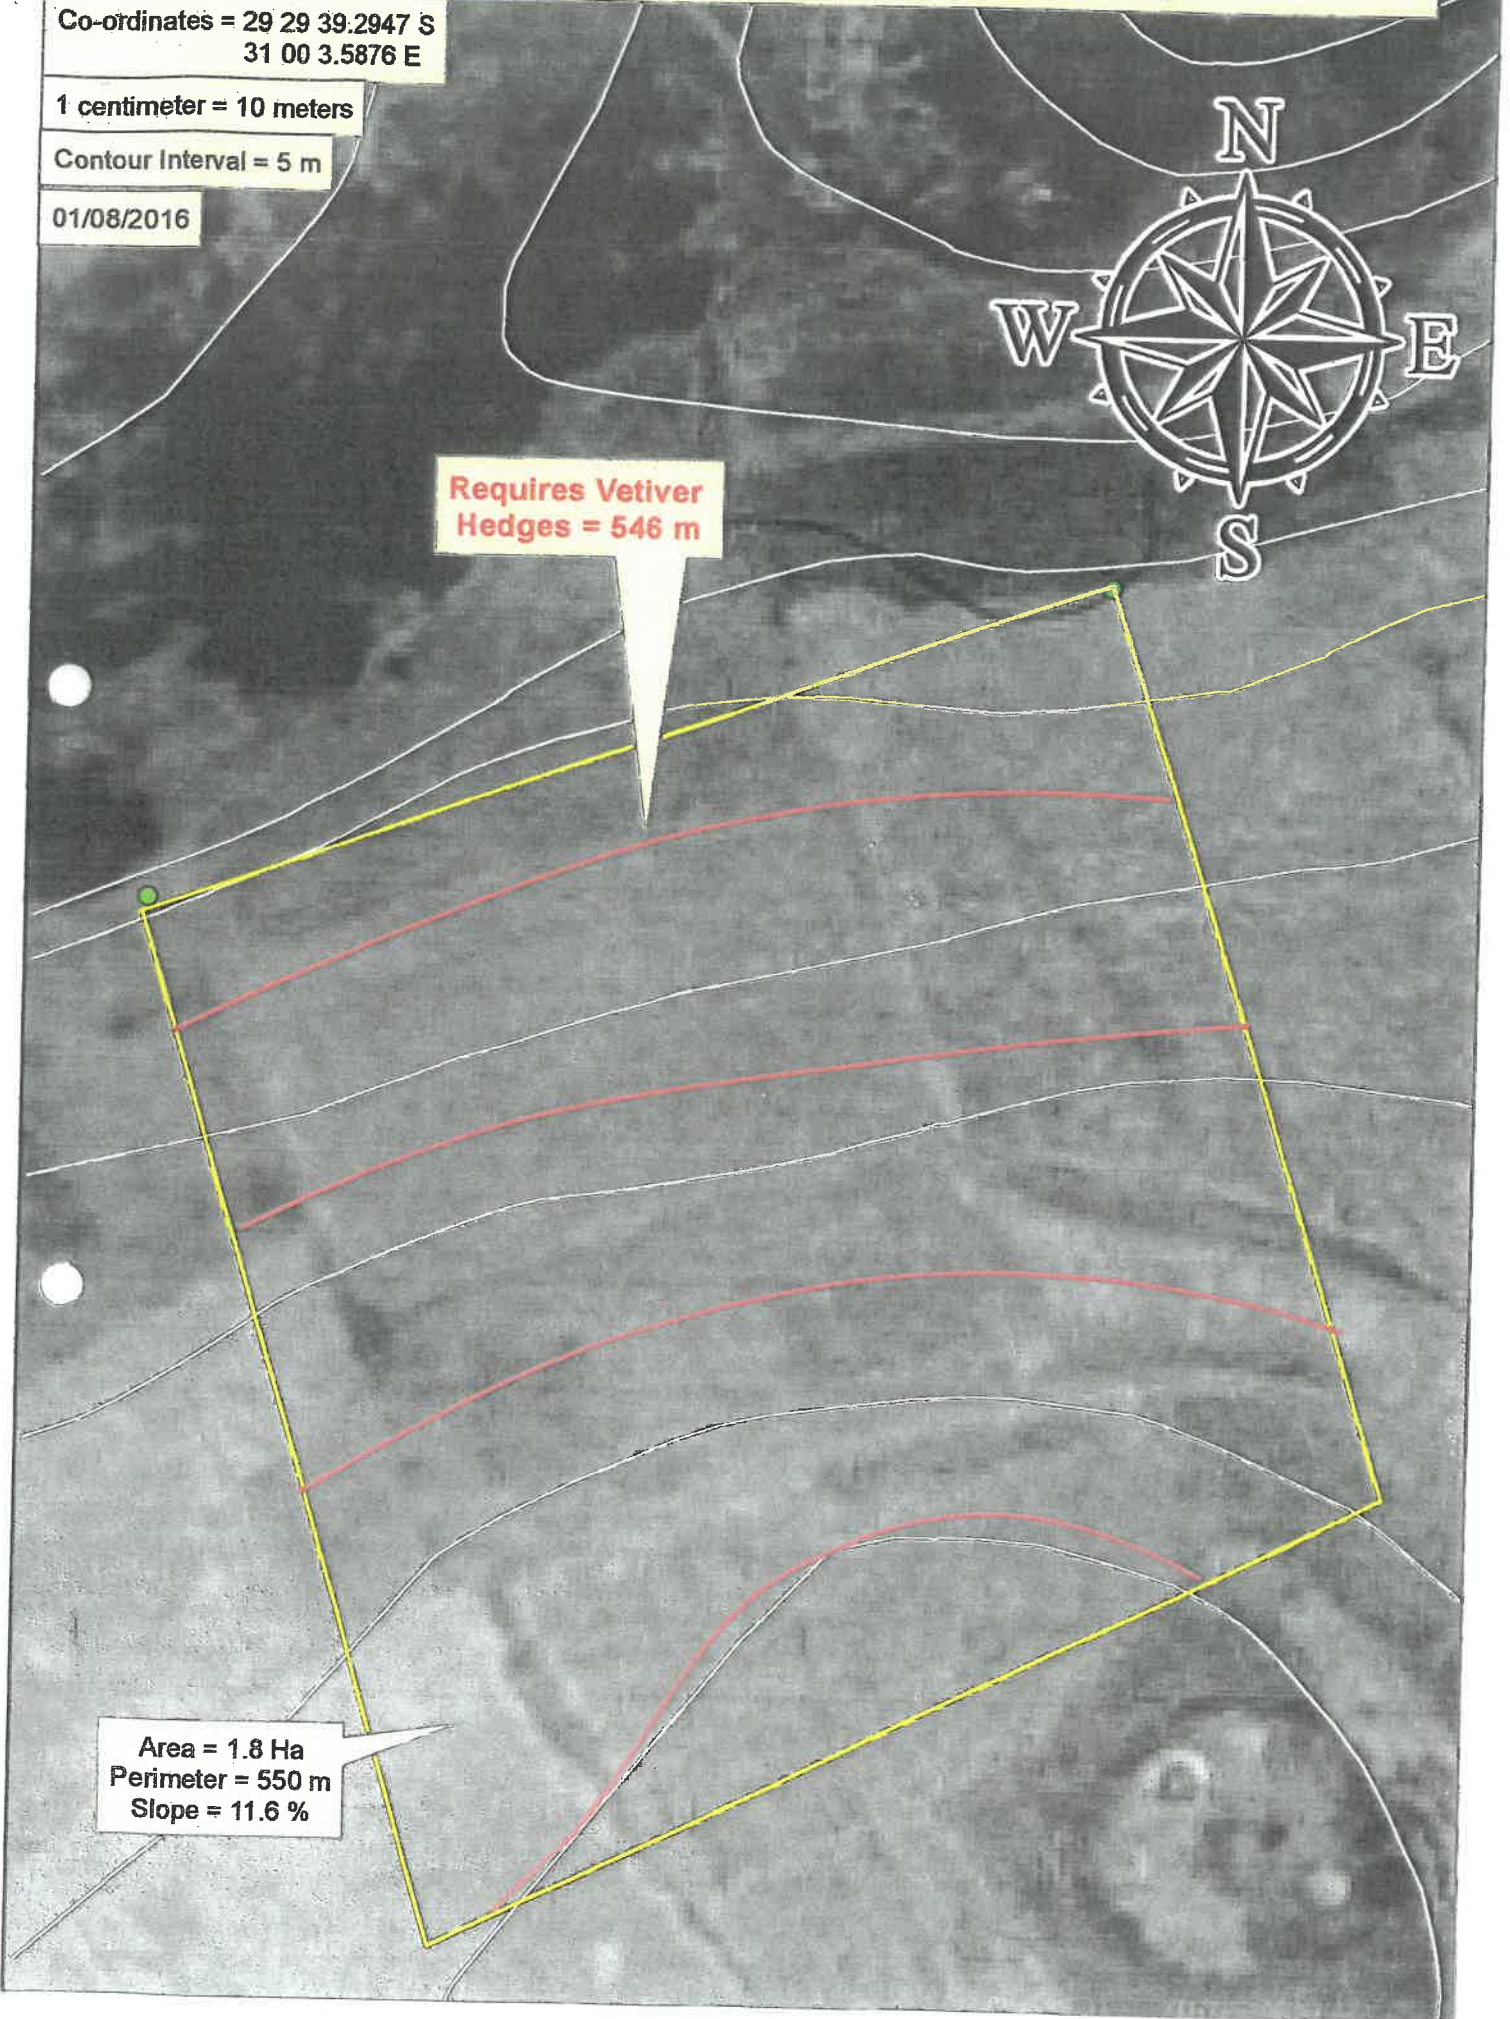 Co-ordinates = 29 29 39.2947 S
31 00 3.5876 E
1 centimeter = 10 meters
Contour Interval = 5 m
01/08/2016
N
W
E
S
Requires Vetiver
Hedges = 546 m
Area = 1.8 Ha
Perimeter = 550 m
Slope = 11.6 %